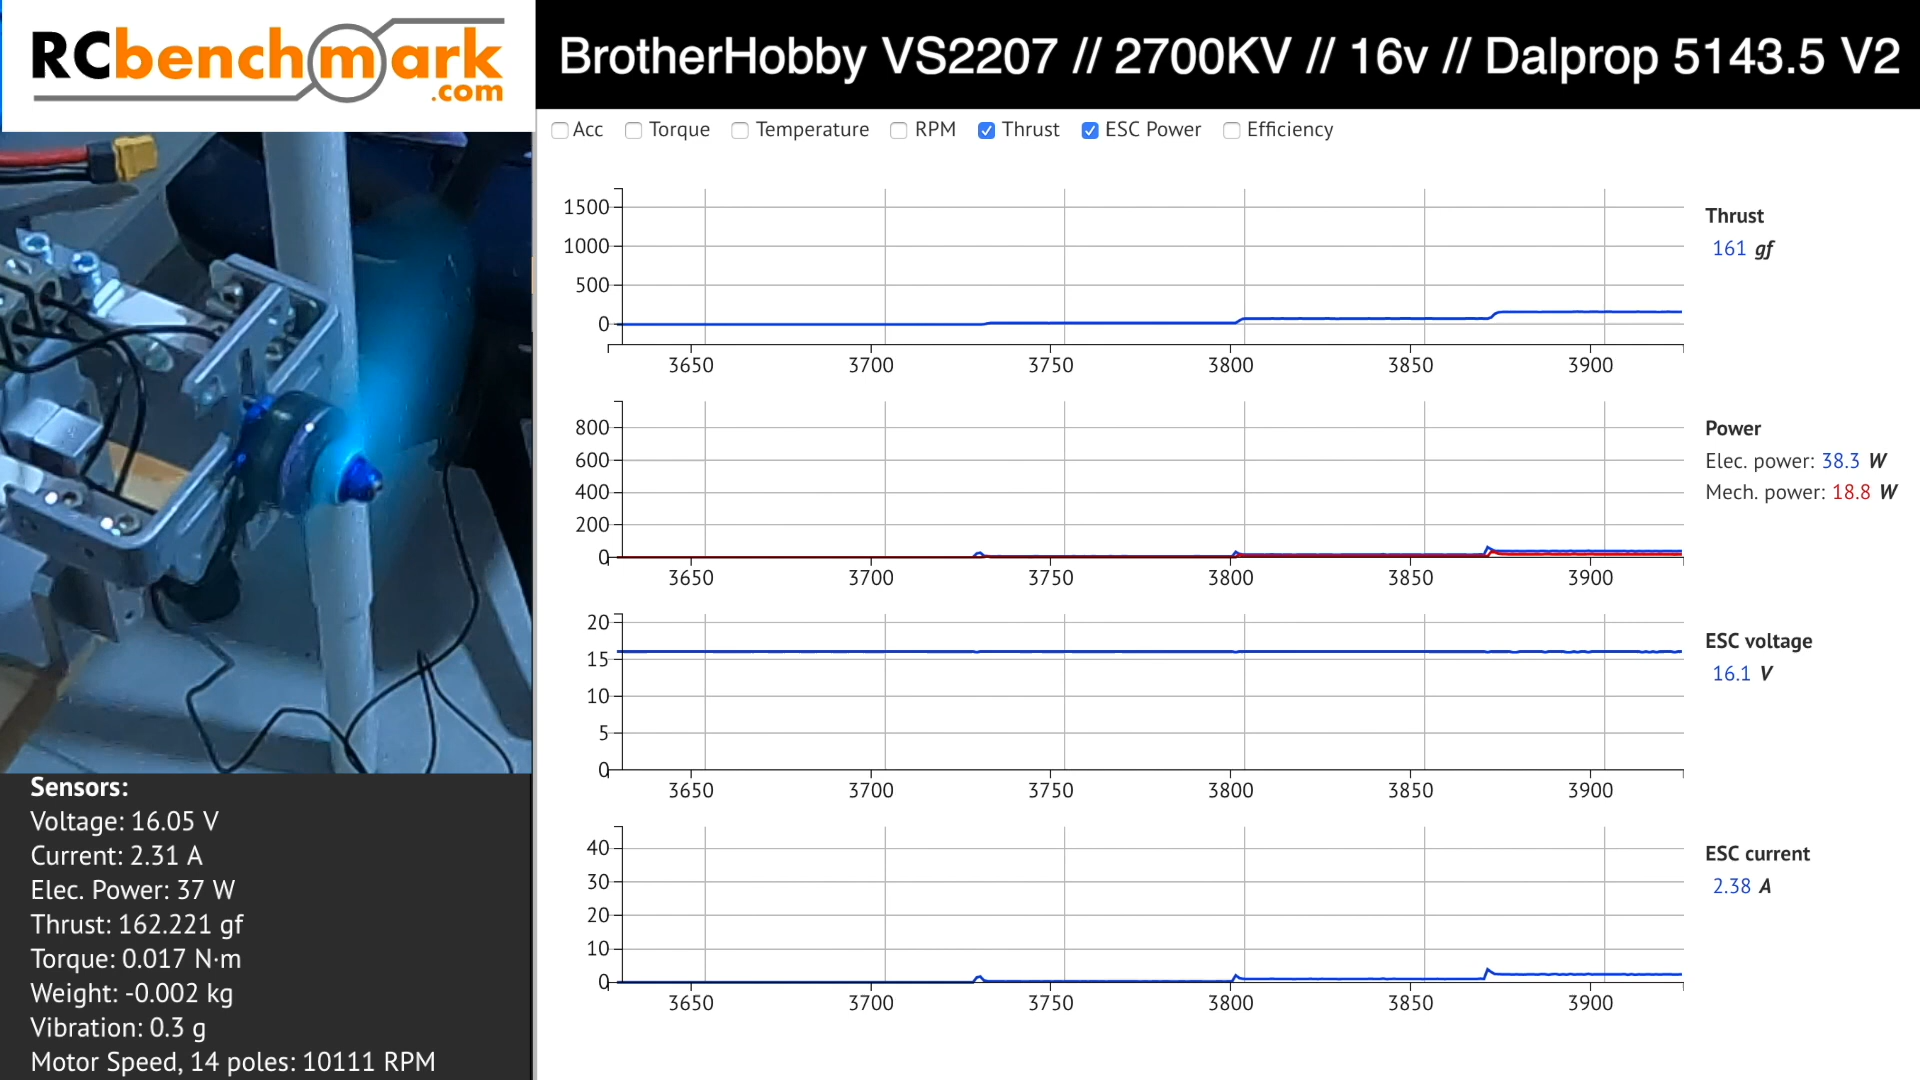 RCbenchmark
.com
BrotherHobby VS2207 // 2700KV // 16v // Dalprop 5143.5 V2
Acc Torque Temperature RPM Thrust ESC Power Efficiency
1500
1000
500
0
3650 3700 3750 3800 3850 3900
Thrust
161 gf
800
600
400
200
0
3650 3700 3750 3800 3850 3900
Power
Elec. power: 38.3 W
Mech. power: 18.8 W
20
15
10
5
0
3650 3700 3750 3800 3850 3900
ESC voltage
16.1 V
40
30
20
10
0
3650 3700 3750 3800 3850 3900
ESC current
2.38 A
Sensors:
Voltage: 16.05 V
Current: 2.31 A
Elec. Power: 37 W
Thrust: 162.221 gf
Torque: 0.017 N·m
Weight: -0.002 kg
Vibration: 0.3 g
Motor Speed, 14 poles: 10111 RPM